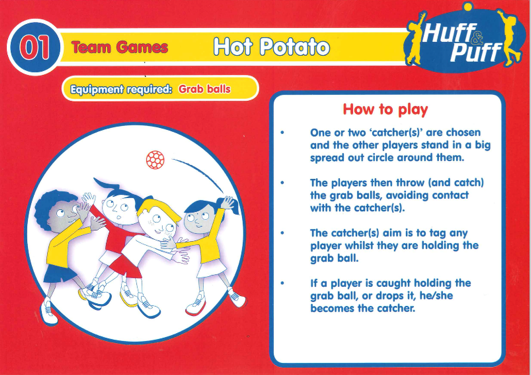 01
Team Games
Hot Potato
Huff
&
Puff
Equipment required: Grab balls
How to play
• One or two 'catcher(s)' are chosen
and the other players stand in a big
spread out circle around them.
• The players then throw (and catch)
the grab balls, avoiding contact
with the catcher(s).
• The catcher(s) aim is to tag any
player whilst they are holding the
grab ball.
• If a player is caught holding the
grab ball, or drops it, he/she
becomes the catcher.